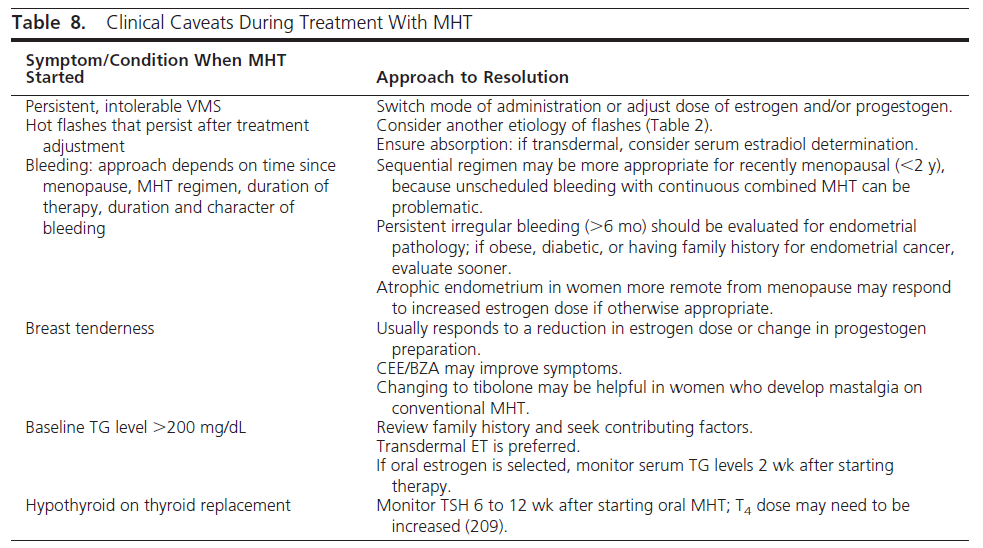 Table 8. Clinical Caveats During Treatment With MHT
Symptom/Condition When MHT
Started
Approach to Resolution
Persistent, intolerable VMS
Switch mode of administration or adjust dose of estrogen and/or progestogen.
Hot flashes that persist after treatment
adjustment
Consider another etiology of flashes (Table 2).
Ensure absorption: if transdermal, consider serum estradiol determination.
Bleeding: approach depends on time since
menopause, MHT regimen, duration of
therapy, duration and character of
bleeding
Sequential regimen may be more appropriate for recently menopausal (<2 y),
because unscheduled bleeding with continuous combined MHT can be
problematic.
Persistent irregular bleeding (>6 mo) should be evaluated for endometrial
pathology; if obese, diabetic, or having family history for endometrial cancer,
evaluate sooner.
Atrophic endometrium in women more remote from menopause may respond
to increased estrogen dose if otherwise appropriate.
Breast tenderness
Usually responds to a reduction in estrogen dose or change in progestogen
preparation.
CEE/BZA may improve symptoms.
Changing to tibolone may be helpful in women who develop mastalgia on
conventional MHT.
Baseline TG level >200 mg/dL
Review family history and seek contributing factors.
Transdermal ET is preferred.
If oral estrogen is selected, monitor serum TG levels 2 wk after starting
therapy.
Hypothyroid on thyroid replacement
Monitor TSH 6 to 12 wk after starting oral MHT; T₄ dose may need to be
increased (209).